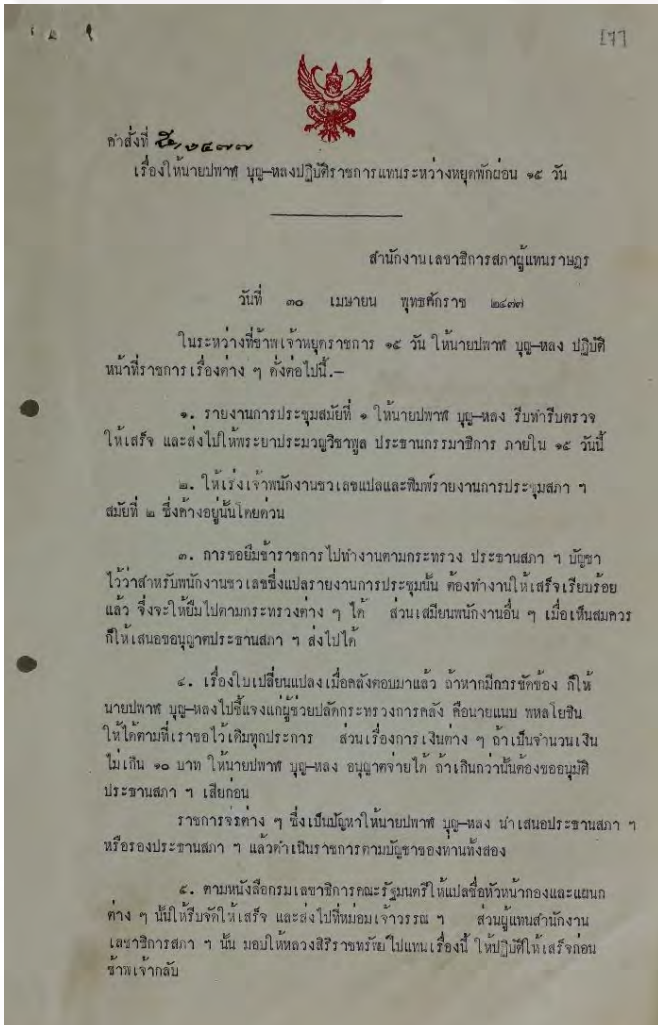 [7]
คำสั่งที่ ๕/๒๔๗๗
เรื่องให้นายปพาฬ บุญ-หลงปฏิบัติราชการแทนระหว่างหยุดพักผ่อน ๑๕ วัน
สำนักงานเลขาธิการสภาผู้แทนราษฎร
วันที่ ๓๐ เมษายน พุทธศักราช ๒๔๗๗
ในระหว่างที่ข้าพเจ้าหยุดราชการ ๑๕ วัน ให้นายปพาฬ บุญ-หลง ปฏิบัติ
หน้าที่ราชการเรื่องต่าง ๆ ดั่งต่อไปนี้.-
๑. รายงานการประชุมสมัยที่ ๑ ให้นายปพาฬ บุญ-หลง รีบทำรีบตรวจ
ให้เสร็จ และส่งไปให้พระยาประมวญวิชาพูล ประธานกรรมาธิการ ภายใน ๑๕ วันนี้
๒. ให้เร่งเจ้าพนักงานชวเลขแปลและพิมพ์รายงานการประชุมสภา ฯ
สมัยที่ ๒ ซึ่งค้างอยู่นั้นโดยด่วน
๓. การขอยืมข้าราชการไปทำงานตามกระทรวง ประธานสภา ฯ บัญชา
ไว้ว่าสำหรับพนักงานชวเลขซึ่งแปลรายงานการประชุมนั้น ต้องทำงานให้เสร็จเรียบร้อย
แล้ว จึ่งจะให้ยืมไปตามกระทรวงต่าง ๆ ได้ ส่วนเสมียนพนักงานอื่น ๆ เมื่อเห็นสมควร
ก็ให้เสนอขออนุญาตประธานสภา ฯ ส่งไปได้
๔. เรื่องใบเปลี่ยนแปลงเมื่อคลังตอบมาแล้ว ถ้าหากมีการขัดข้อง ก็ให้
นายปพาฬ บุญ-หลงไปชี้แจงแก่ผู้ช่วยปลัดกระทรวงการคลัง คือนายแนบ พหลโยธิน
ให้ได้ตามที่เราขอไว้เดิมทุกประการ ส่วนเรื่องการเงินต่าง ๆ ถ้าเป็นจำนวนเงิน
ไม่เกิน ๑๐ บาท ให้นายปพาฬ บุญ-หลง อนุญาตจ่ายได้ ถ้าเกินกว่านั้นต้องขออนุมัติ
ประธานสภา ฯ เสียก่อน
ราชการจรต่าง ๆ ซึ่งเป็นปัญหาให้นายปพาฬ บุญ-หลง นำเสนอประธานสภา ฯ
หรือรองประธานสภา ฯ แล้วดำเนินราชการตามบัญชาของท่านทั้งสอง
๕. ตามหนังสือกรมเลขาธิการคณะรัฐมนตรีให้แปลชื่อหัวหน้ากองและแผนก
ต่าง ๆ นั้นให้รีบจัดให้เสร็จ และส่งไปที่หม่อมเจ้าวรรณ ฯ ส่วนผู้แทนสำนักงาน
เลขาธิการสภา ฯ นั้น มอบให้หลวงสิริราชทรัพย์ไปแทนเรื่องนี้ ให้ปฏิบัติให้เสร็จก่อน
ข้าพเจ้ากลับ